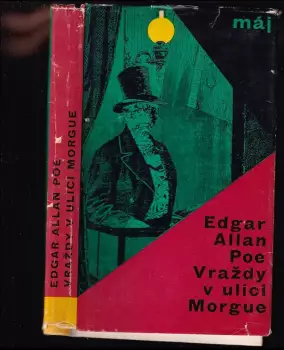 máj
Edgar
Allan
Poe
Vraždy
v ulici
Morgue
EDGAR ALLAN POE
VRAŽDY V ULICI MORGUE